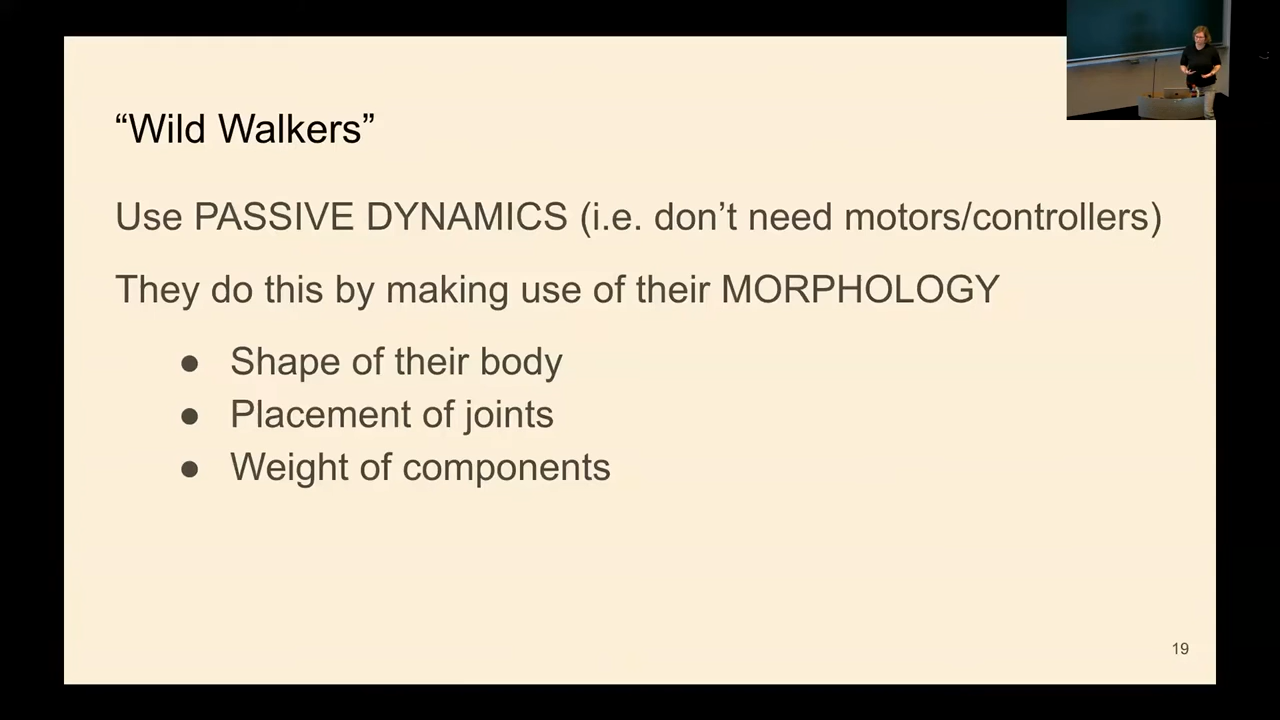 “Wild Walkers”
Use PASSIVE DYNAMICS (i.e. don’t need motors/controllers)
They do this by making use of their MORPHOLOGY
● Shape of their body
● Placement of joints
● Weight of components
19